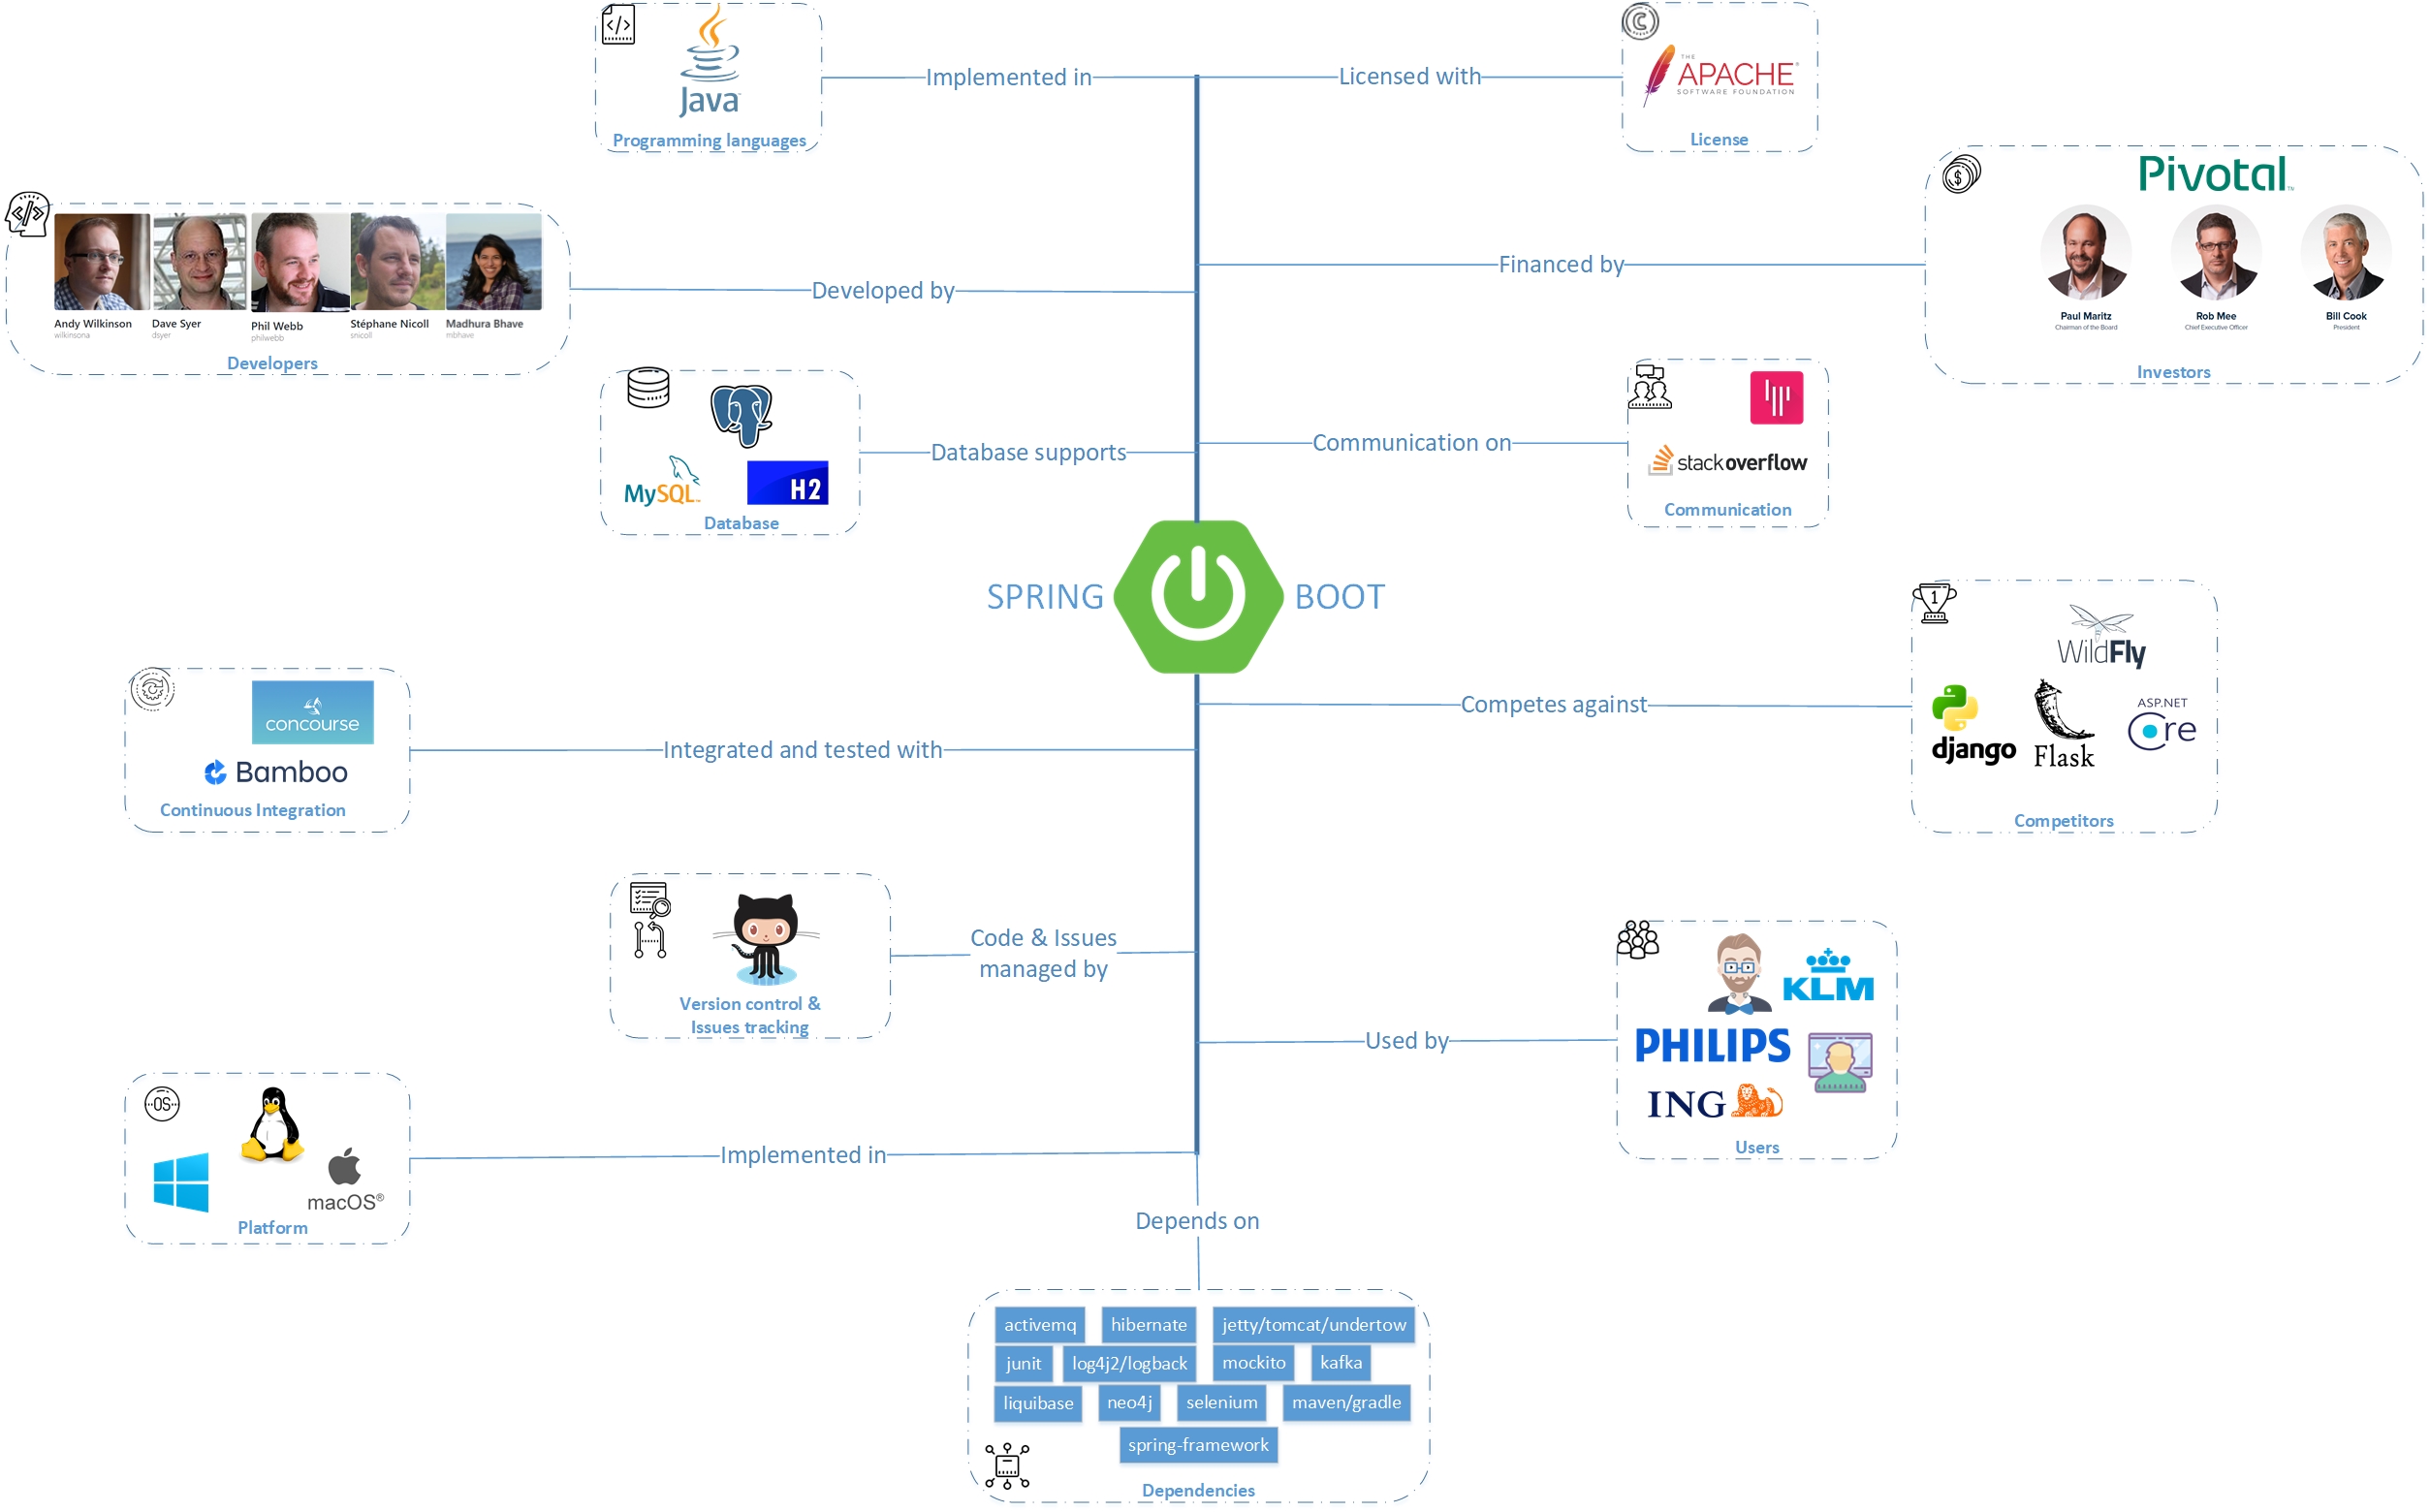 Java
Programming languages
Implemented in
Licensed with
THE
APACHE®
SOFTWARE FOUNDATION
License
Andy Wilkinson
wilkinsona
Dave Syer
dsyer
Phil Webb
philwebb
Stéphane Nicoll
snicoll
Madhura Bhave
mbhave
Developers
Developed by
Financed by
Pivotal™
Paul Maritz
Chairman of the Board
Rob Mee
Chief Executive Officer
Bill Cook
President
Investors
MySQL™
H2
Database
Database supports
Communication on
stackoverflow
Communication
SPRING BOOT
concourse
Bamboo
Continuous Integration
Integrated and tested with
Competes against
WildFly
django
Flask
ASP.NET
Core
Competitors
Version control &
Issues tracking
Code & Issues
managed by
Used by
KLM
PHILIPS
ING
Users
OS
macOS®
Platform
Implemented in
Depends on
activemq hibernate jetty/tomcat/undertow
junit log4j2/logback mockito kafka
liquibase neo4j selenium maven/gradle
spring-framework
Dependencies